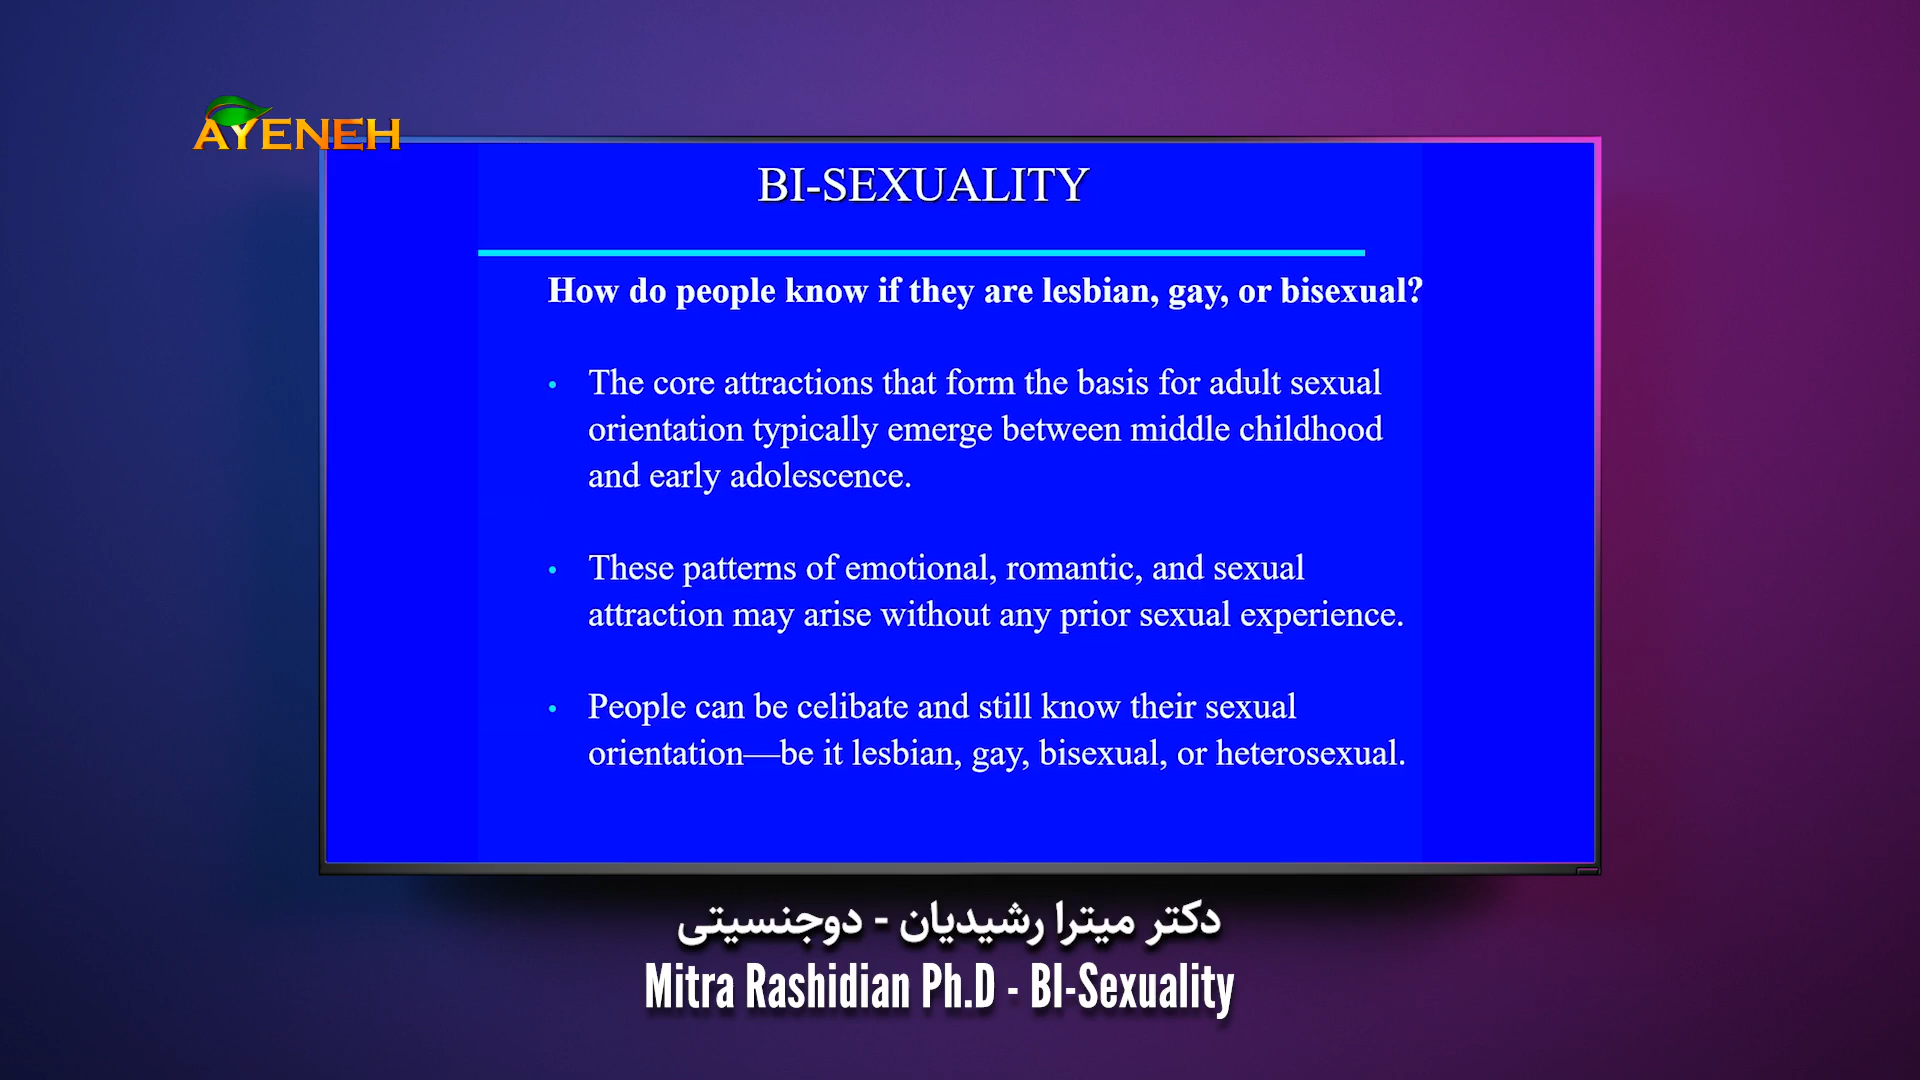 AYENEH
BI-SEXUALITY
How do people know if they are lesbian, gay, or bisexual?
• The core attractions that form the basis for adult sexual
orientation typically emerge between middle childhood
and early adolescence.
• These patterns of emotional, romantic, and sexual
attraction may arise without any prior sexual experience.
• People can be celibate and still know their sexual
orientation—be it lesbian, gay, bisexual, or heterosexual.
دکتر میترا رشیدیان - دوجنسیتی
Mitra Rashidian Ph.D - BI-Sexuality